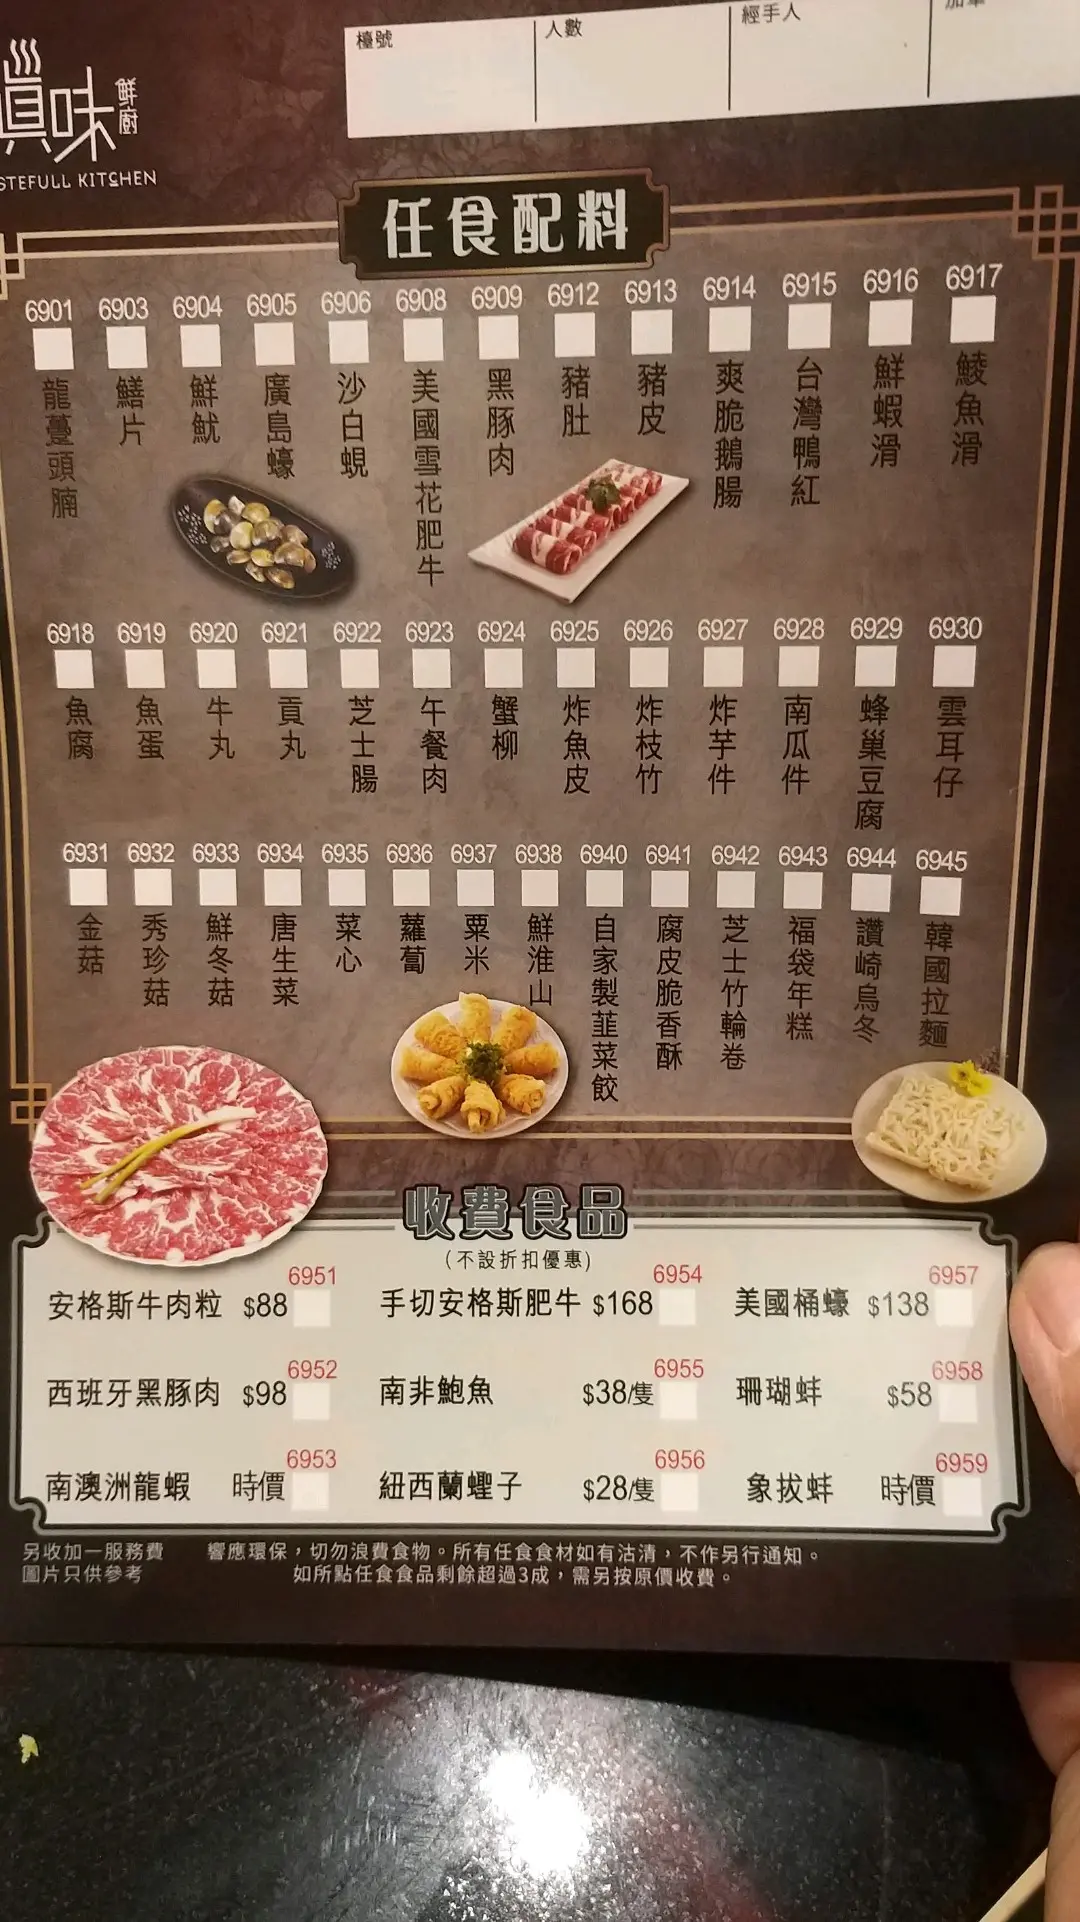 檯號
人數
經手人
眞味
鮮廚
STEFULL KITCHEN
任食配料
6901 6903 6904 6905 6906 6908 6909 6912 6913 6914 6915 6916 6917
龍躉頭腩
鱔片
鮮魷
廣島蠔
沙白蜆
美國雪花肥牛
黑豚肉
豬肚
豬皮
爽脆鵝腸
台灣鴨紅
鮮蝦滑
鯪魚滑
6918 6919 6920 6921 6922 6923 6924 6925 6926 6927 6928 6929 6930
魚腐
魚蛋
牛丸
貢丸
芝士腸
午餐肉
蟹柳
炸魚皮
炸枝竹
炸芋件
南瓜件
蜂巢豆腐
雲耳仔
6931 6932 6933 6934 6935 6936 6937 6938 6940 6941 6942 6943 6944 6945
金菇
秀珍菇
鮮冬菇
唐生菜
菜心
蘿蔔
粟米
鮮淮山
自家製韮菜餃
腐皮脆香酥
芝士竹輪卷
福袋年糕
讚崎烏冬
韓國拉麵
收費食品
(不設折扣優惠)
6951 6954 6957
安格斯牛肉粒 $88 手切安格斯肥牛 $168 美國桶蠔 $138
6952 6955 6958
西班牙黑豚肉 $98 南非鮑魚 $38/隻 珊瑚蚌 $58
6953 6956 6959
南澳洲龍蝦 時價 紐西蘭蟶子 $28/隻 象拔蚌 時價
另收加一服務費 響應環保，切勿浪費食物。所有任食食材如有沽清，不作另行通知。
圖片只供參考 如所點任食食品剩餘超過3成，需另按原價收費。